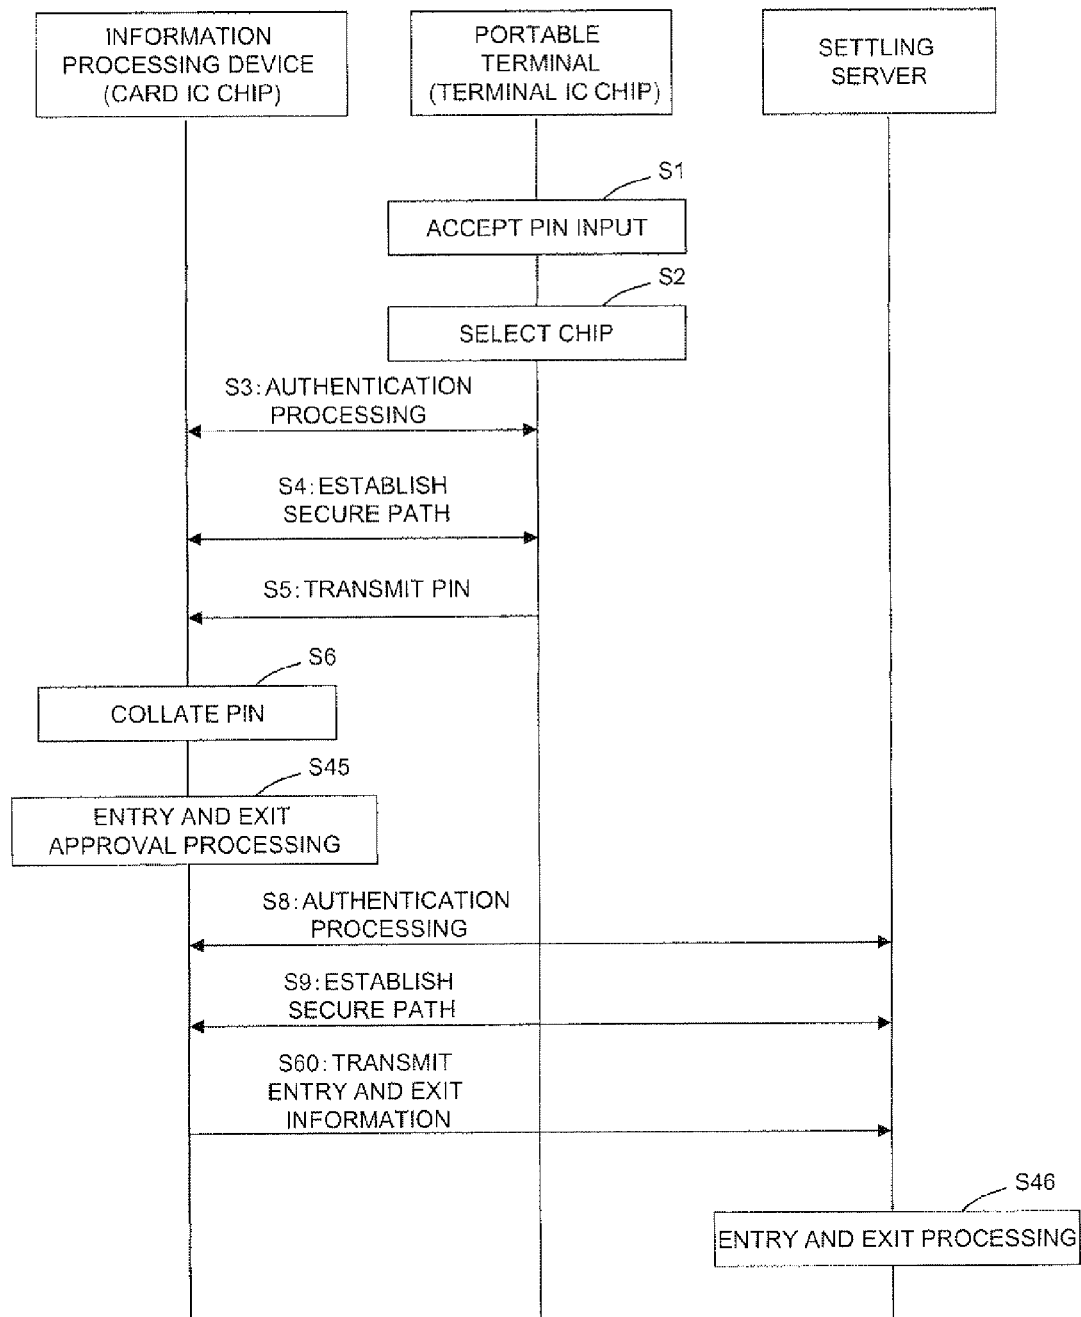 INFORMATION
PROCESSING DEVICE
(CARD IC CHIP)
PORTABLE
TERMINAL
(TERMINAL IC CHIP)
SETTLING
SERVER
S1
ACCEPT PIN INPUT
S2
SELECT CHIP
S3:AUTHENTICATION
PROCESSING
S4:ESTABLISH
SECURE PATH
S5:TRANSMIT PIN
S6
COLLATE PIN
S45
ENTRY AND EXIT
APPROVAL PROCESSING
S8:AUTHENTICATION
PROCESSING
S9:ESTABLISH
SECURE PATH
S60:TRANSMIT
ENTRY AND EXIT
INFORMATION
S46
ENTRY AND EXIT PROCESSING